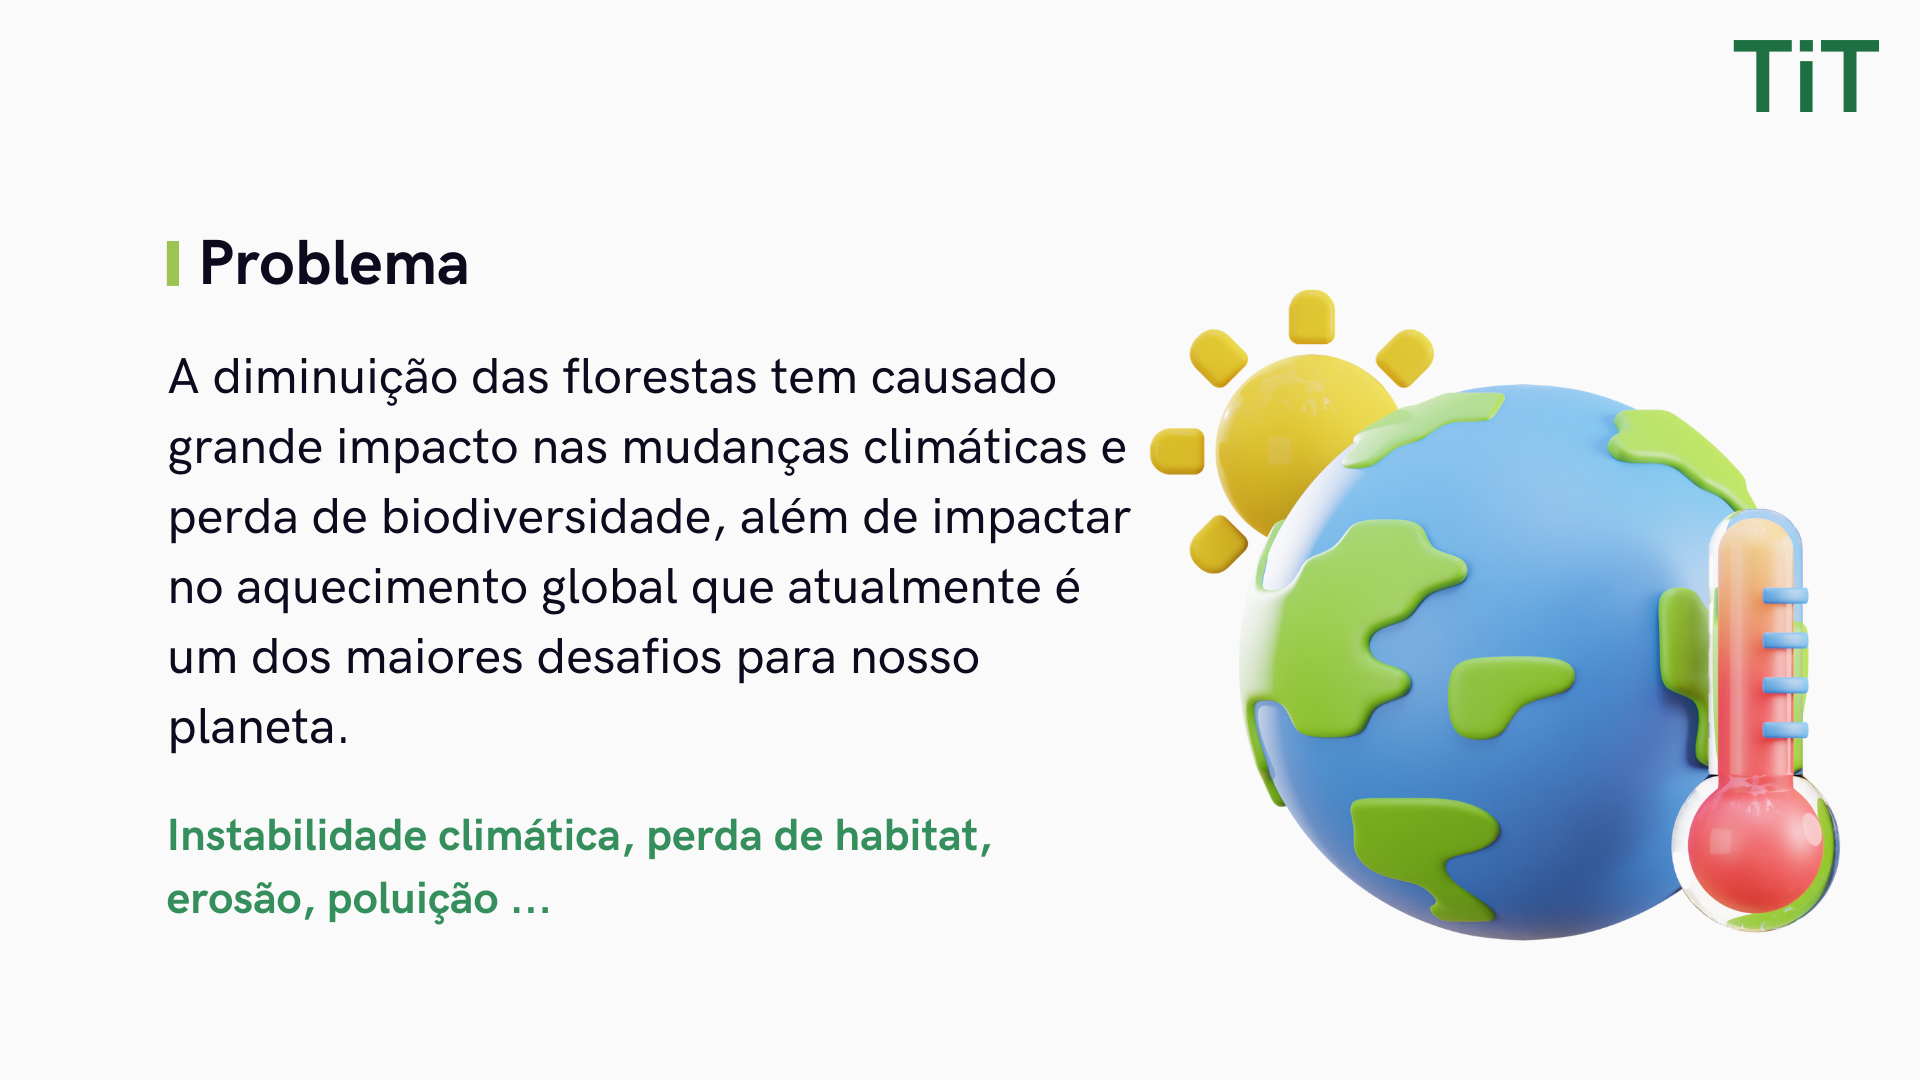 TiT
Problema
A diminuição das florestas tem causado
grande impacto nas mudanças climáticas e
perda de biodiversidade, além de impactar
no aquecimento global que atualmente é
um dos maiores desafios para nosso
planeta.
Instabilidade climática, perda de habitat,
erosão, poluição ...